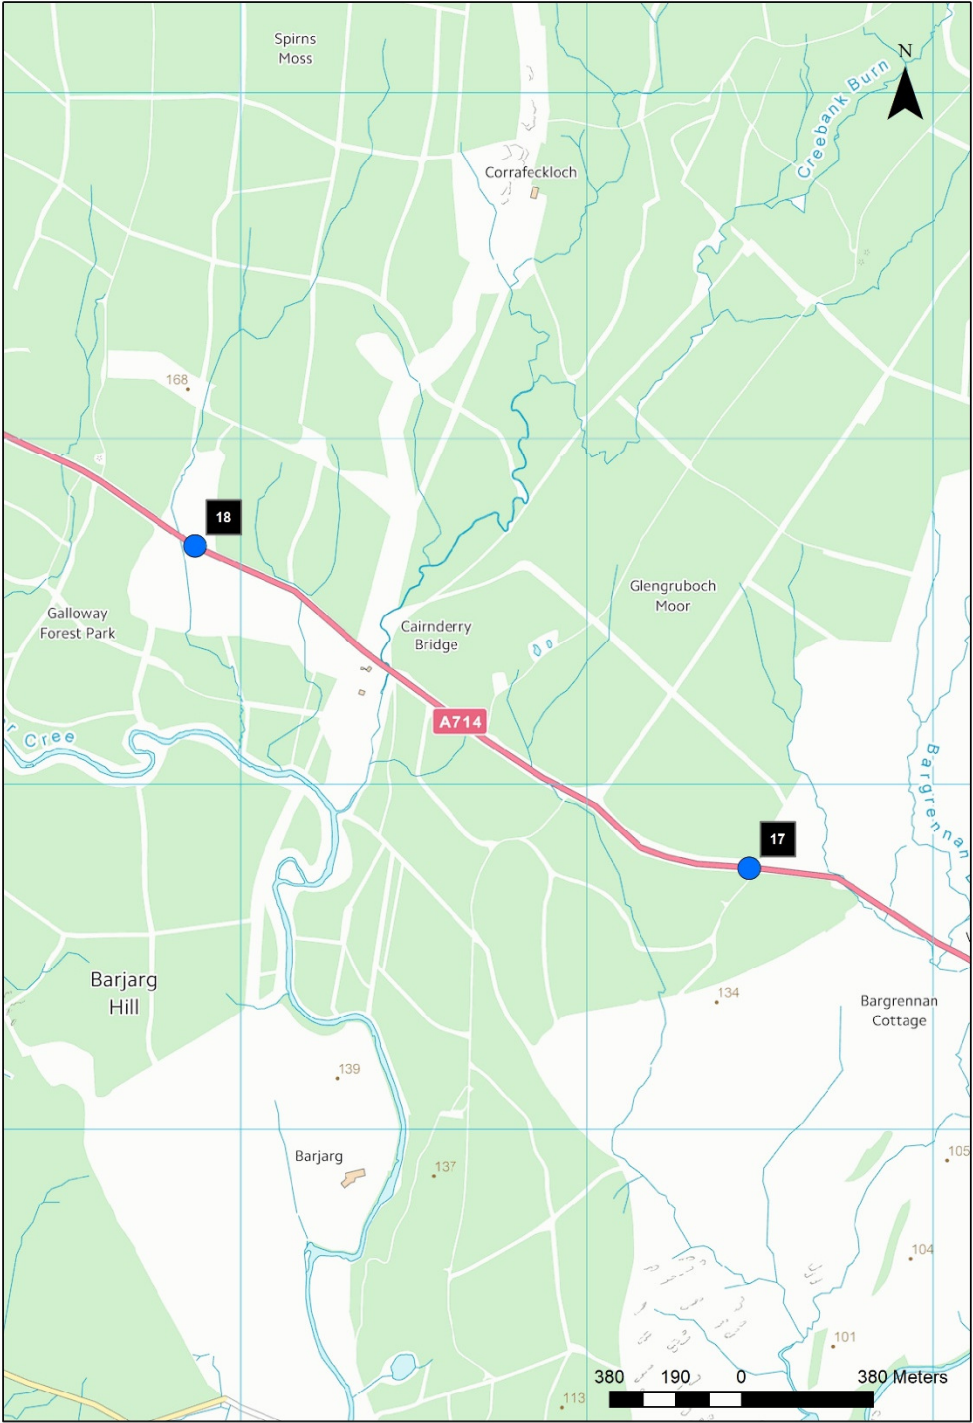 Spirns
Moss
N
Creebank Burn
Corrafeckloch
168
18
Glengruboch
Moor
Galloway
Forest Park
Cairnderry
Bridge
A714
r Cree
Bargrennan
17
Barjarg
Hill
134
Bargrennan
Cottage
139
Barjarg
137
105
104
101
380 190 0 380 Meters
113